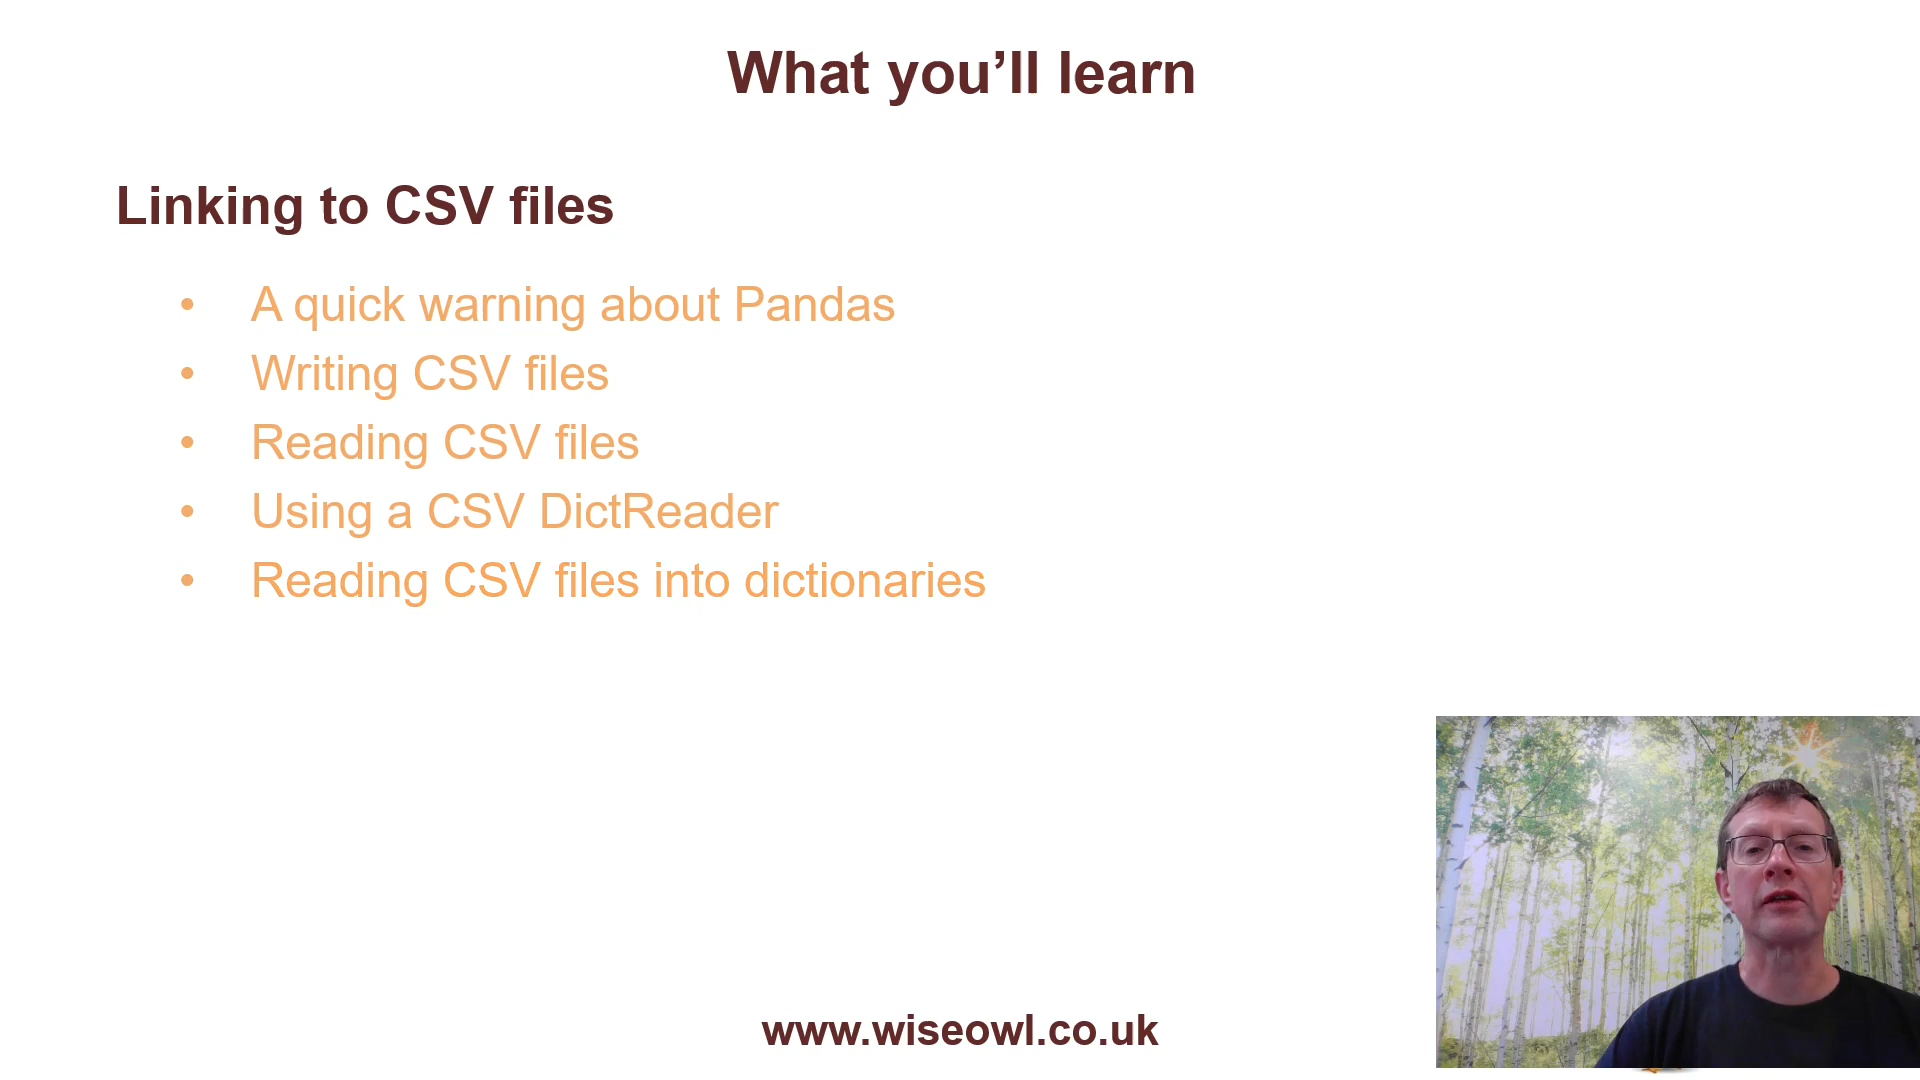 What you’ll learn
Linking to CSV files
• A quick warning about Pandas
• Writing CSV files
• Reading CSV files
• Using a CSV DictReader
• Reading CSV files into dictionaries
www.wiseowl.co.uk